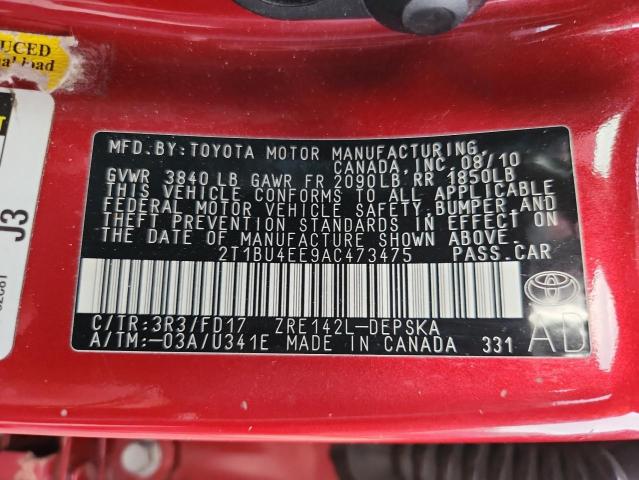 UCED
al load
J3
MFD. BY: TOYOTA MOTOR MANUFACTURING,
CANADA, INC. 08/10
GVWR 3840 LB GAWR FR 2090LB RR 1850LB
THIS VEHICLE CONFORMS TO ALL APPLICABLE
FEDERAL MOTOR VEHICLE SAFETY, BUMPER, AND
THEFT PREVENTION STANDARDS IN EFFECT ON
THE DATE OF MANUFACTURE SHOWN ABOVE.
2T1BU4EE9AC473475 PASS. CAR
C/TR: 3R3/FD17 ZRE142L-DEPSKA
A/TM: -03A/U341E MADE IN CANADA 331
AD